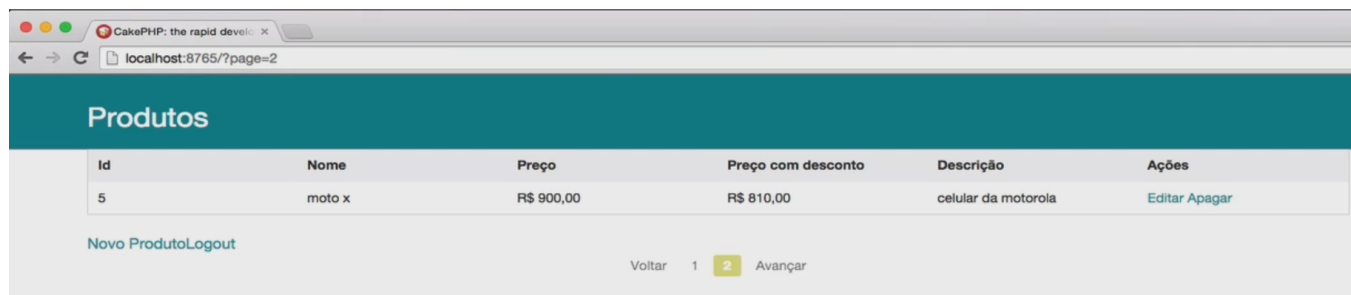 CakePHP: the rapid develo
localhost:8765/?page=2
Produtos
Id Nome Preço Preço com desconto Descrição Ações
5 moto x R$ 900,00 R$ 810,00 celular da motorola Editar Apagar
Novo ProdutoLogout
Voltar 1 2 Avançar